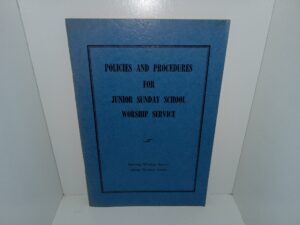 POLICIES AND PROCEDURES
FOR
JUNIOR SUNDAY SCHOOL
WORSHIP SERVICE